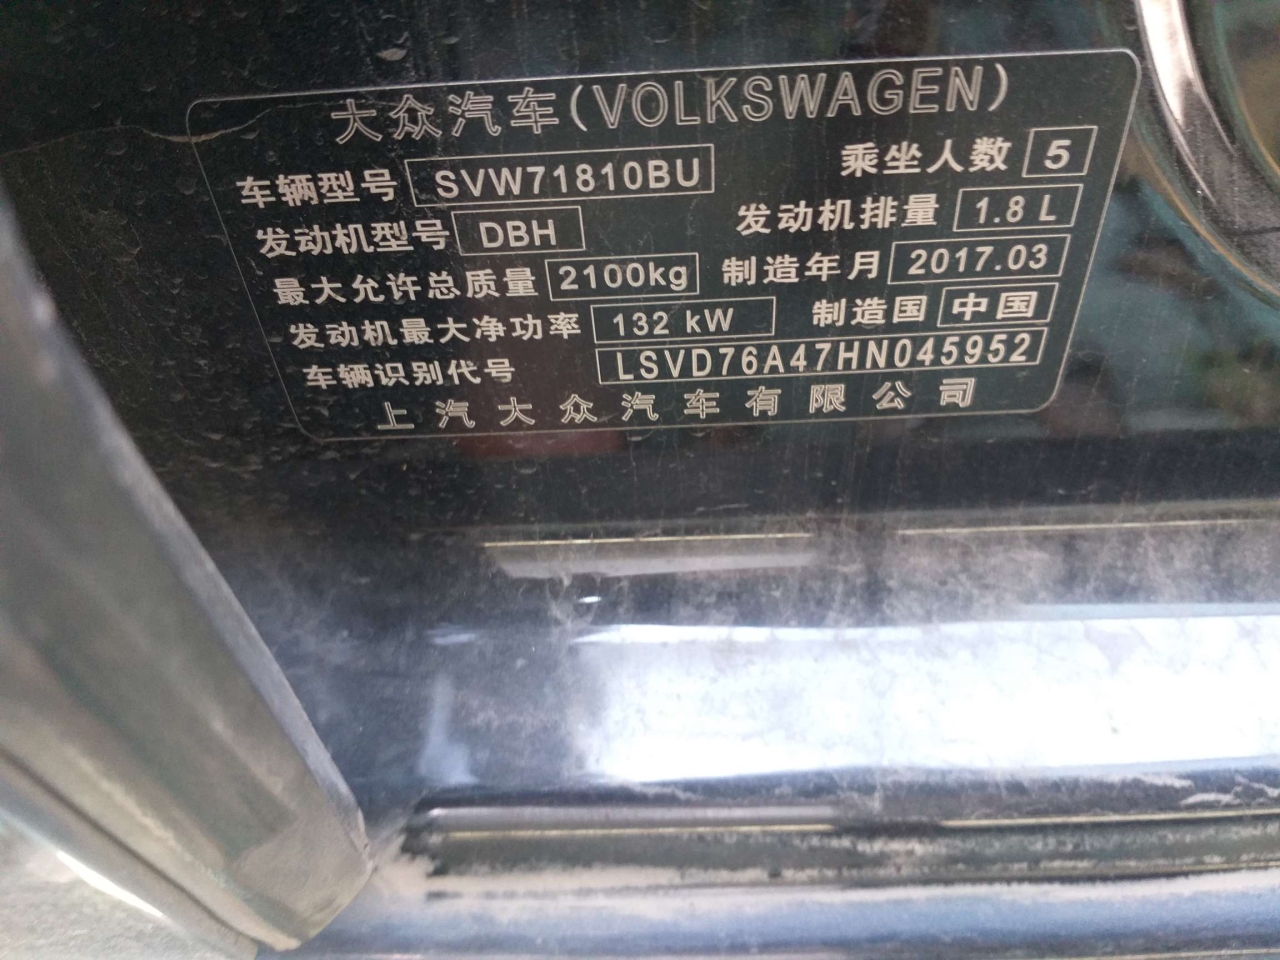 大众汽车(VOLKSWAGEN)
车辆型号 SVW71810BU 乘坐人数 5
发动机型号 DBH 发动机排量 1.8 L
最大允许总质量 2100kg 制造年月 2017.03
发动机最大净功率 132 kW 制造国 中国
车辆识别代号 LSVD76A47HN045952
上汽大众汽车有限公司